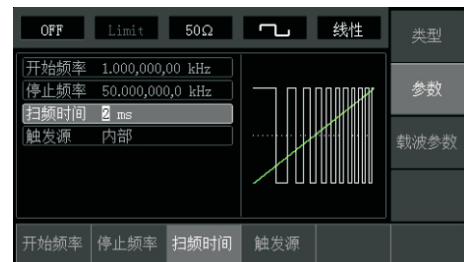 OFF Limit 50Ω 线性 类型
开始频率 1.000,000,00 kHz
停止频率 50.000,000,0 kHz
扫频时间 2 ms
触发源 内部
参数
载波参数
开始频率 停止频率 扫频时间 触发源